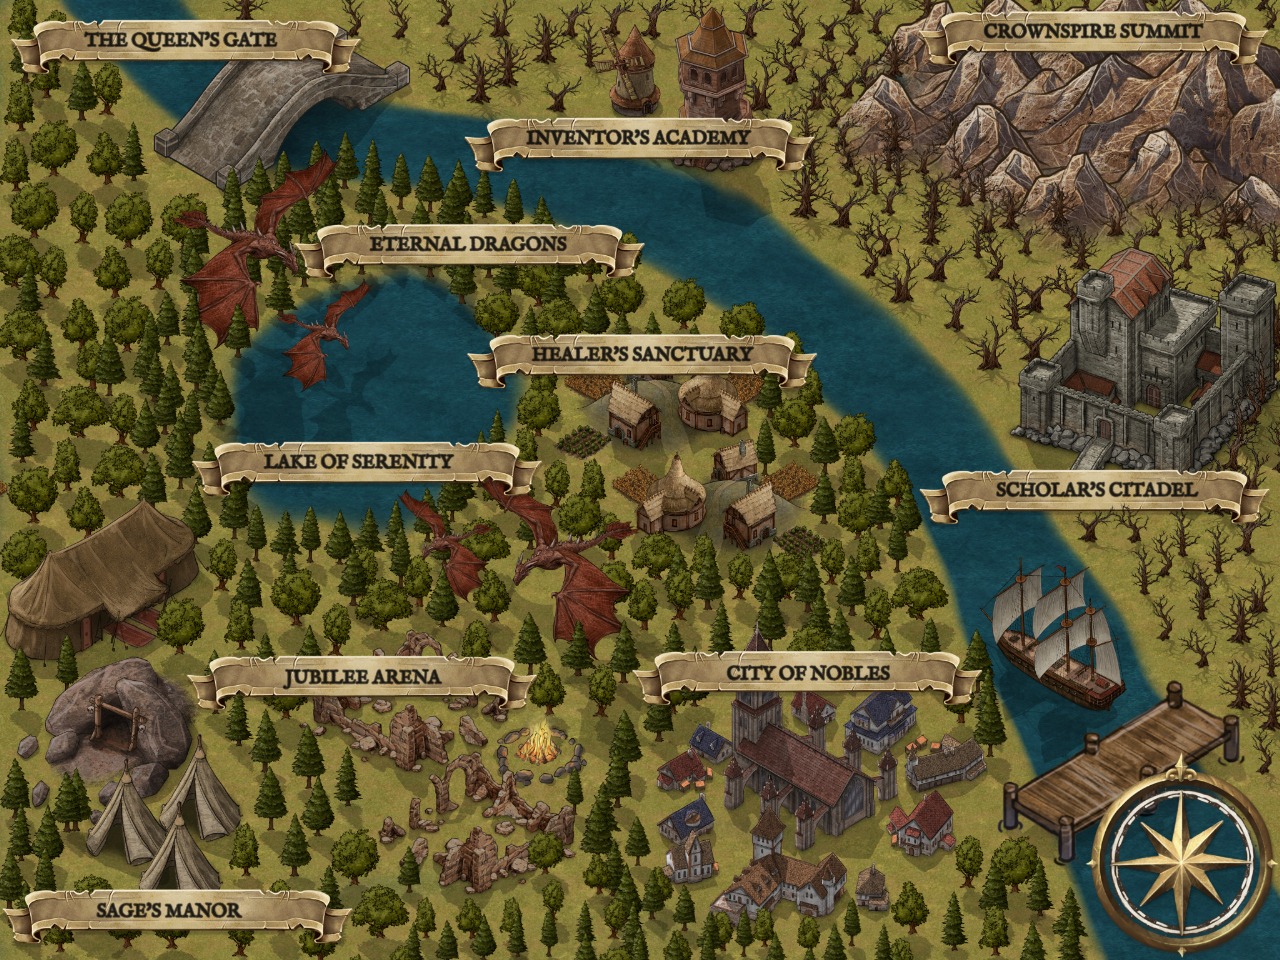 THE QUEEN'S GATE
CROWNSPIRE SUMMIT
INVENTOR'S ACADEMY
ETERNAL DRAGONS
HEALER'S SANCTUARY
LAKE OF SERENITY
SCHOLAR'S CITADEL
JUBILEE ARENA
CITY OF NOBLES
SAGE'S MANOR